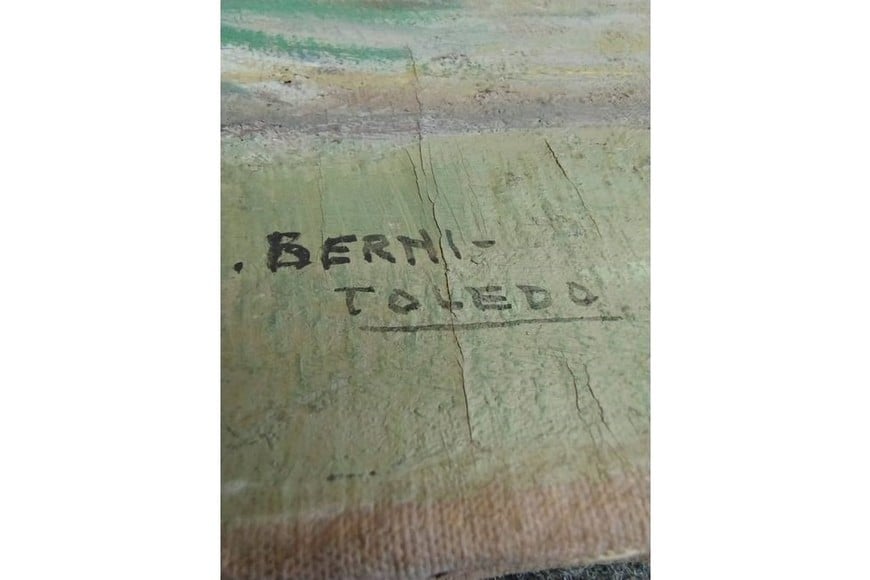 . BERNI-
TOLEDO